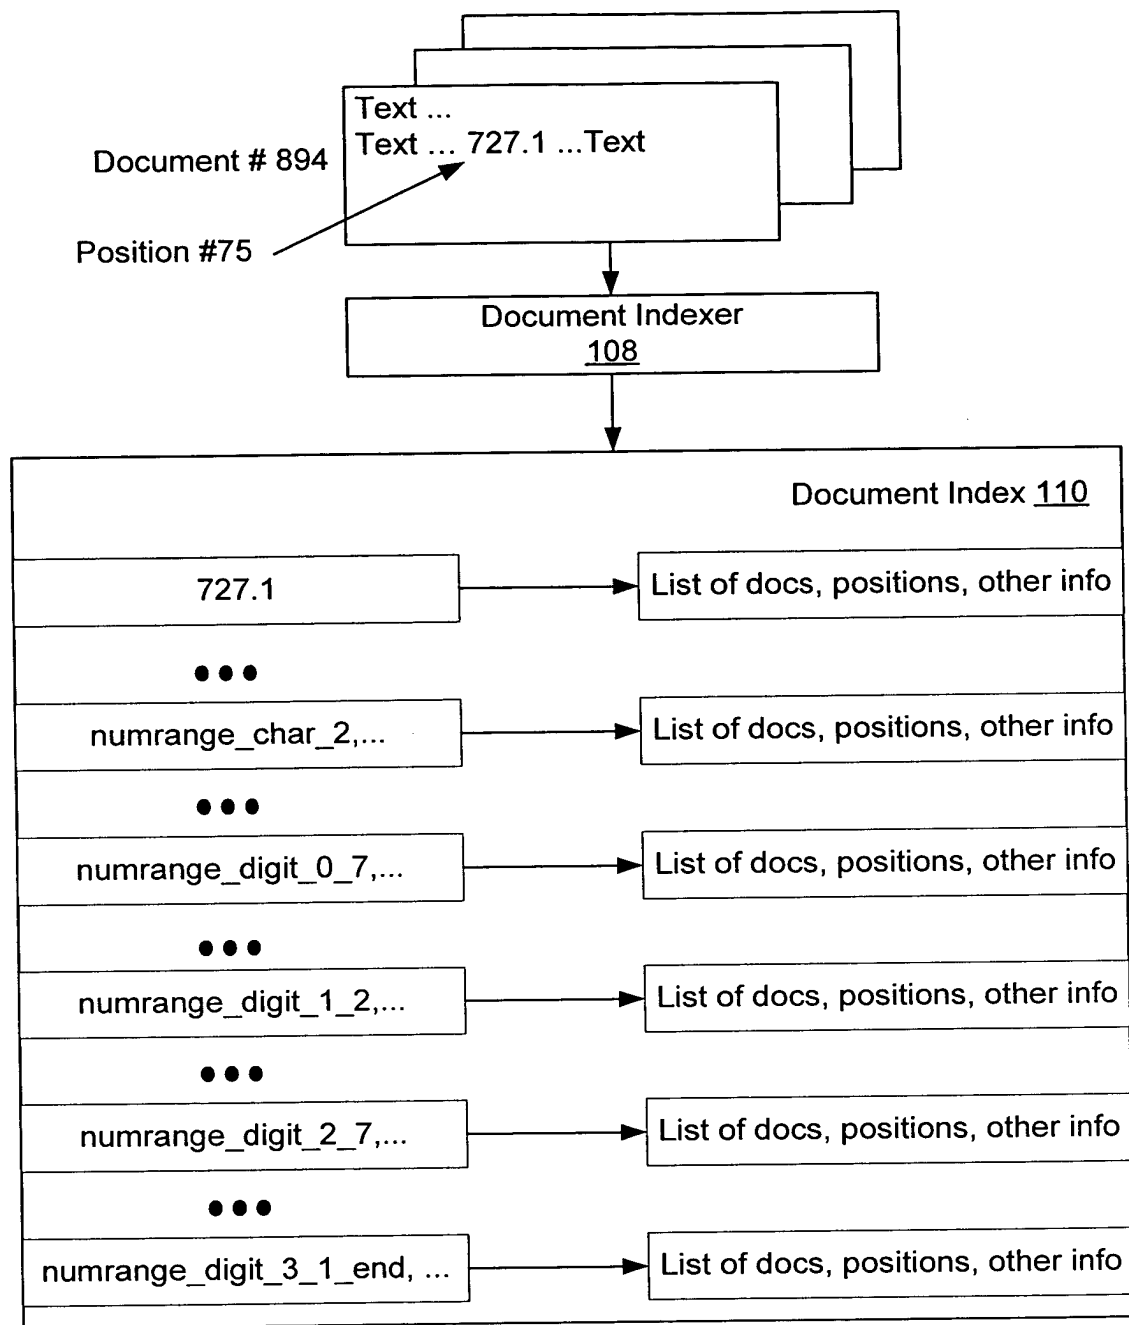 Text ...
Text ... 727.1 ...Text
Document # 894
Position #75
Document Indexer
108
Document Index 110
727.1
List of docs, positions, other info
numrange_char_2,...
List of docs, positions, other info
numrange_digit_0_7,...
List of docs, positions, other info
numrange_digit_1_2,...
List of docs, positions, other info
numrange_digit_2_7,...
List of docs, positions, other info
numrange_digit_3_1_end, ...
List of docs, positions, other info